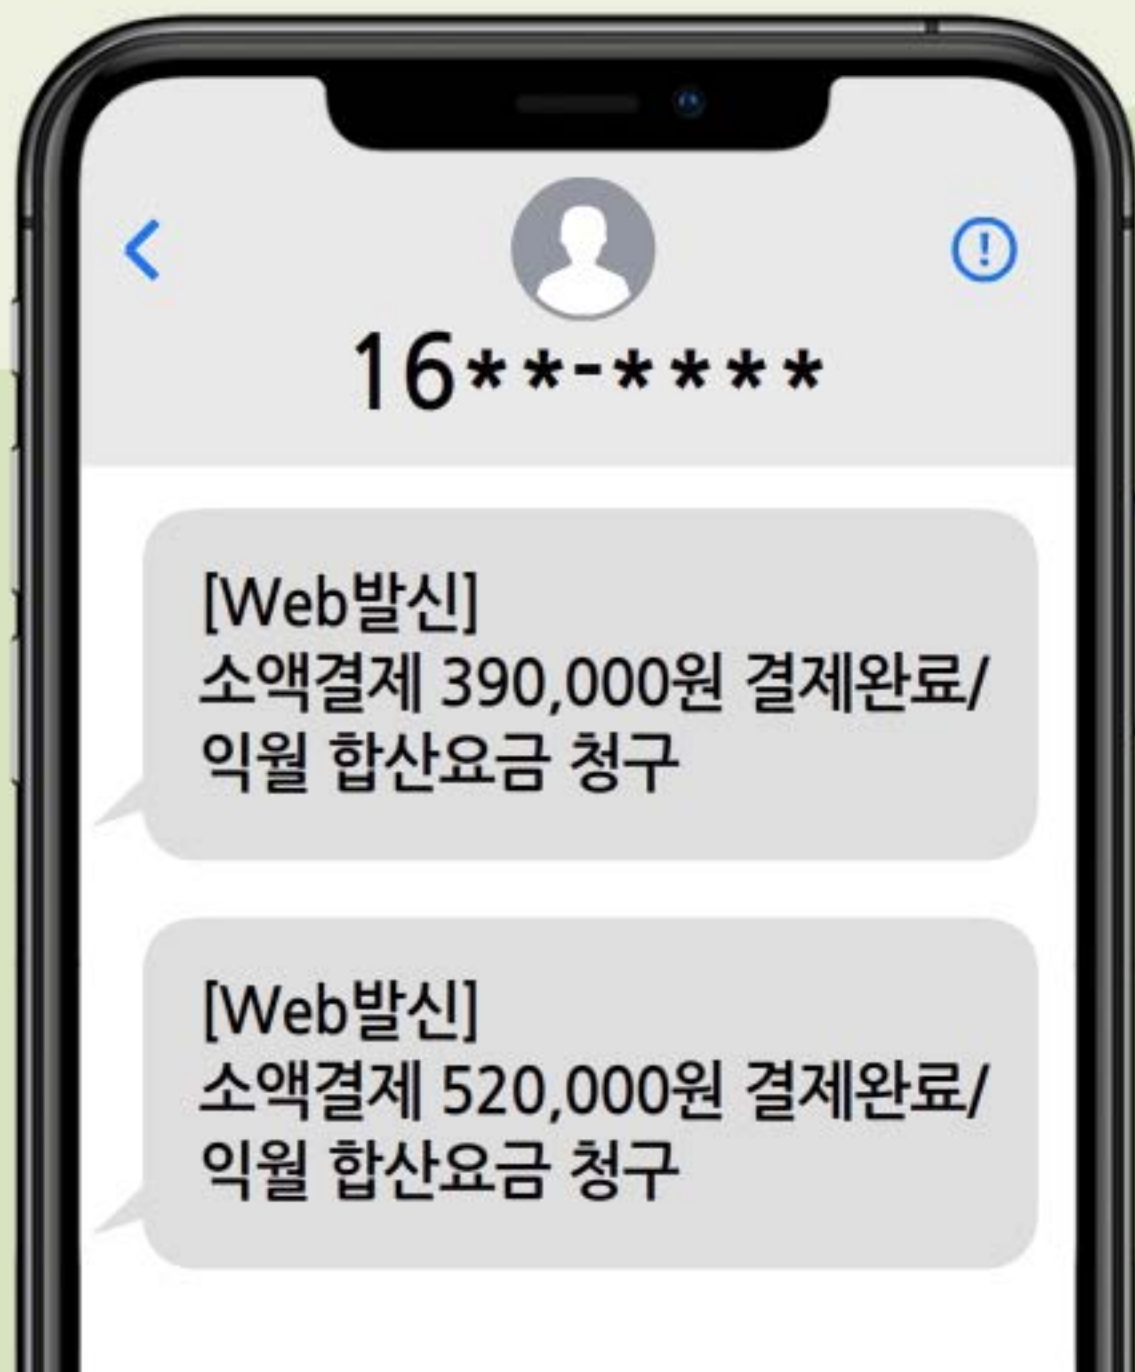 16**-****
[Web발신]
소액결제 390,000원 결제완료/
익월 합산요금 청구
[Web발신]
소액결제 520,000원 결제완료/
익월 합산요금 청구